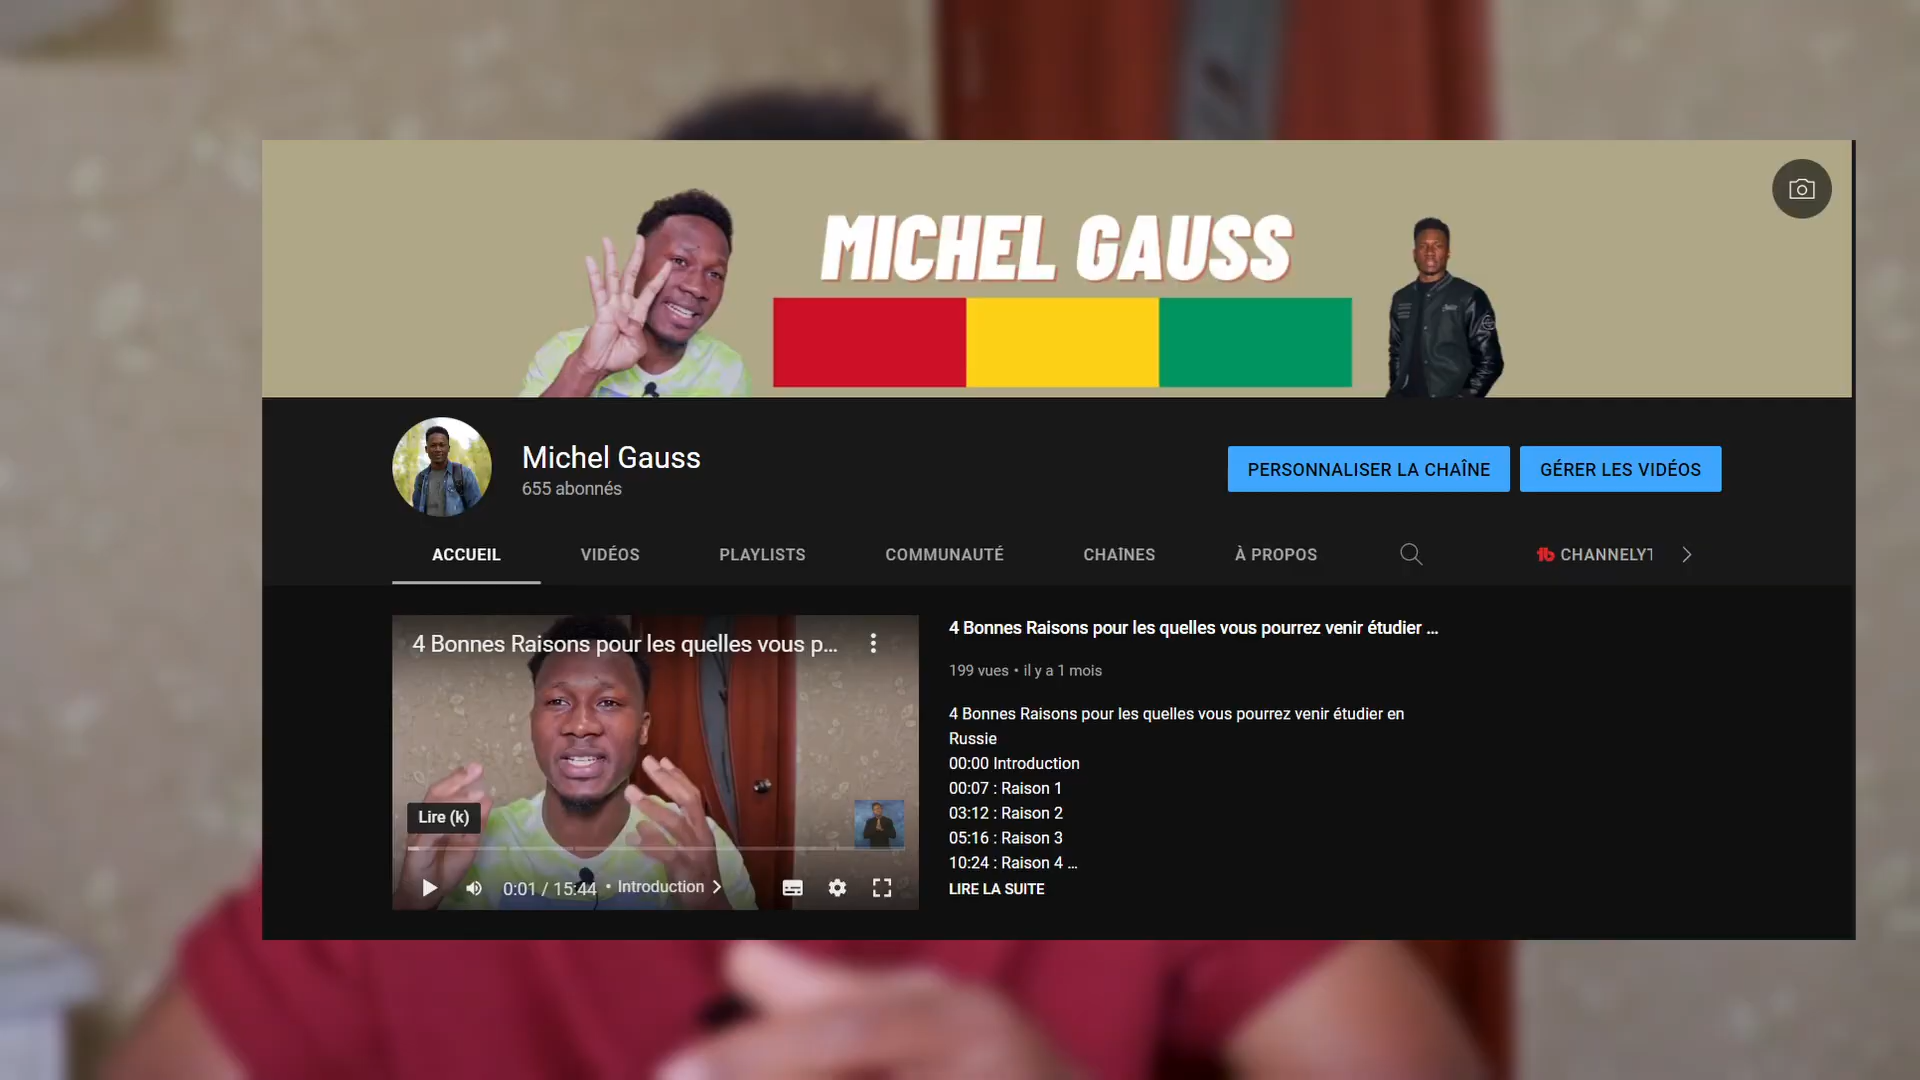 MICHEL GAUSS
Michel Gauss
655 abonnés
PERSONNALISER LA CHAÎNE
GÉRER LES VIDÉOS
ACCUEIL
VIDÉOS
PLAYLISTS
COMMUNAUTÉ
CHAÎNES
À PROPOS
CHANNELYT
4 Bonnes Raisons pour les quelles vous p...
Lire (k)
0:01 / 15:44 • Introduction
4 Bonnes Raisons pour les quelles vous pourrez venir étudier ...
199 vues • il y a 1 mois
4 Bonnes Raisons pour les quelles vous pourrez venir étudier en
Russie
00:00 Introduction
00:07 : Raison 1
03:12 : Raison 2
05:16 : Raison 3
10:24 : Raison 4 ...
LIRE LA SUITE